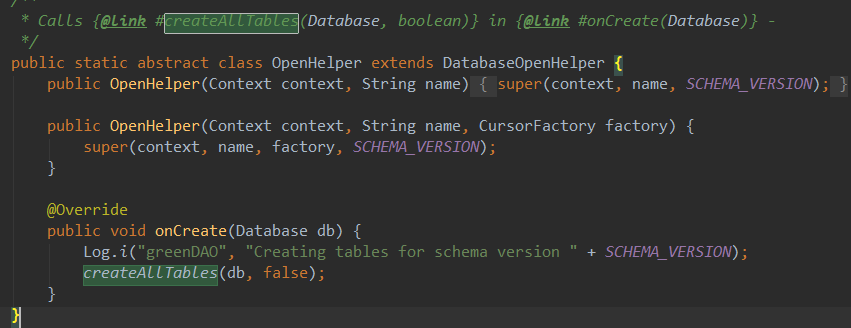 /**
* Calls {@link #createAllTables(Database, boolean)} in {@link #onCreate(Database)} -
*/
public static abstract class OpenHelper extends DatabaseOpenHelper {
public OpenHelper(Context context, String name) { super(context, name, SCHEMA_VERSION); }
public OpenHelper(Context context, String name, CursorFactory factory) {
super(context, name, factory, SCHEMA_VERSION);
}
@Override
public void onCreate(Database db) {
Log.i("greenDAO", "Creating tables for schema version " + SCHEMA_VERSION);
createAllTables(db, false);
}
}